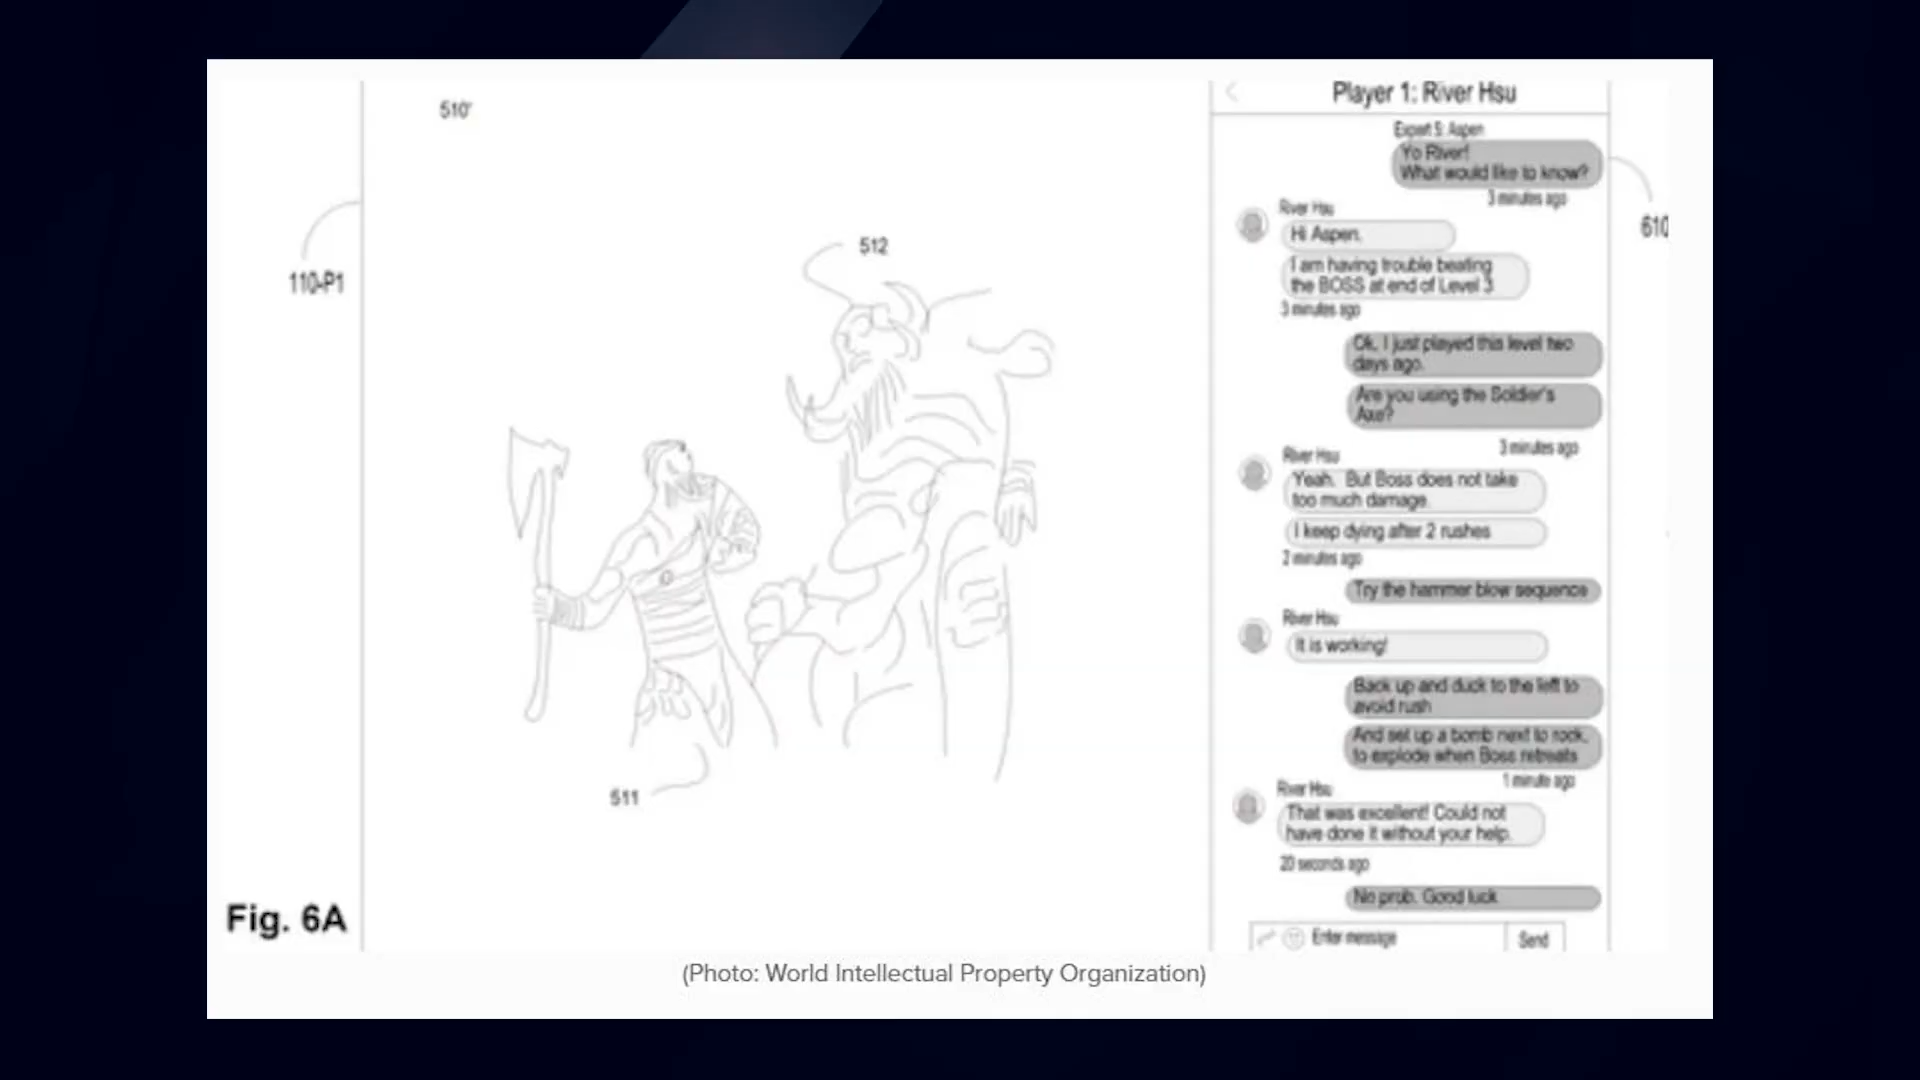 510'
512
110-P1
511
Fig. 6A
Player 1: River Hsu
Expert 5: Aspen
Yo River!
What would like to know?
3 minutes ago
610
River Hsu
Hi Aspen.
I am having trouble beating
the BOSS at end of Level 3
3 minutes ago
Ok, I just played this level two
days ago.
Are you using the Soldier's
Axe?
3 minutes ago
River Hsu
Yeah. But Boss does not take
too much damage.
I keep dying after 2 rushes
2 minutes ago
Try the hammer blow sequence
River Hsu
It is working!
Back up and duck to the left to
avoid rush
And set up a bomb next to rock,
to explode when Boss retreats
1 minute ago
River Hsu
That was excellent! Could not
have done it without your help.
20 seconds ago
No prob. Good luck
Enter message
Send
(Photo: World Intellectual Property Organization)